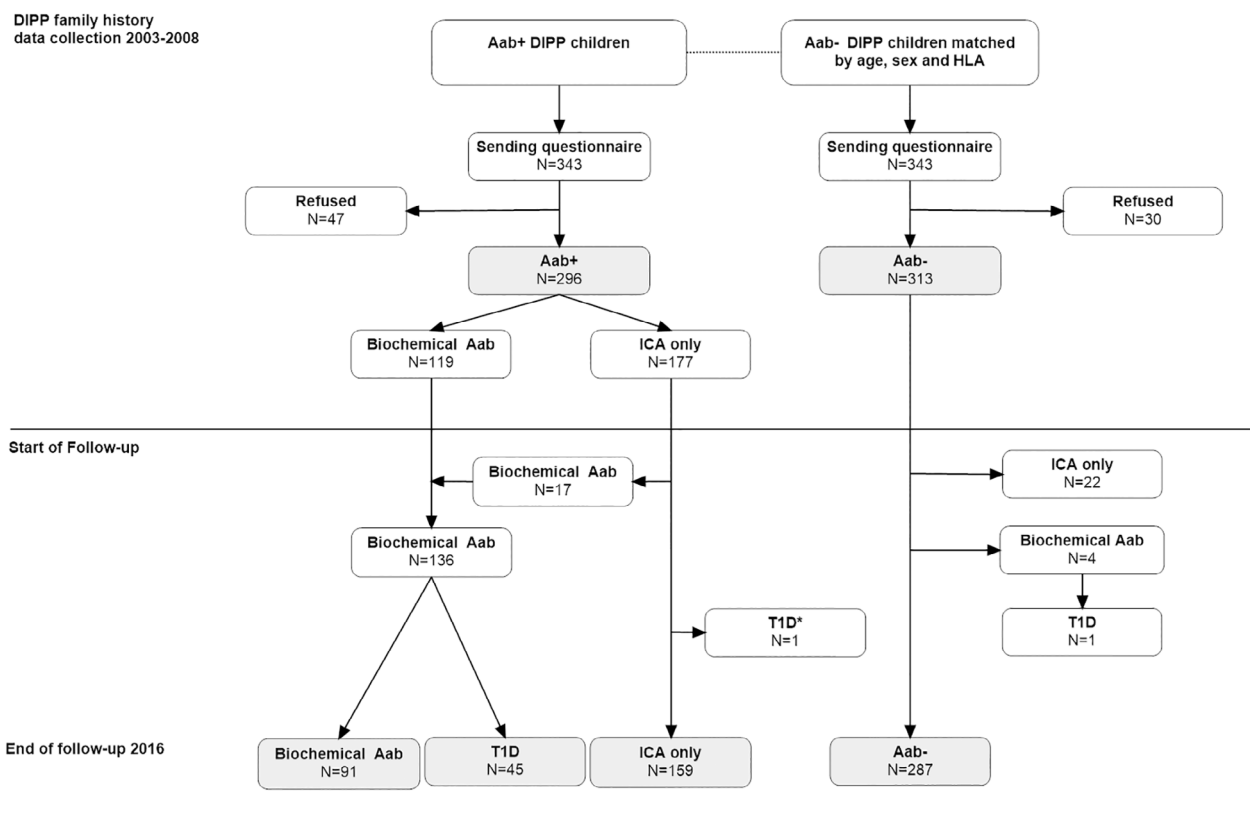 DIPP family history
data collection 2003-2008
Aab+ DIPP children
Aab- DIPP children matched
by age, sex and HLA
Sending questionnaire
N=343
Sending questionnaire
N=343
Refused
N=47
Refused
N=30
Aab+
N=296
Aab-
N=313
Biochemical Aab
N=119
ICA only
N=177
Start of Follow-up
ICA only
N=22
Biochemical Aab
N=17
Biochemical Aab
N=136
Biochemical Aab
N=4
T1D*
N=1
T1D
N=1
End of follow-up 2016
Biochemical Aab
N=91
T1D
N=45
ICA only
N=159
Aab-
N=287